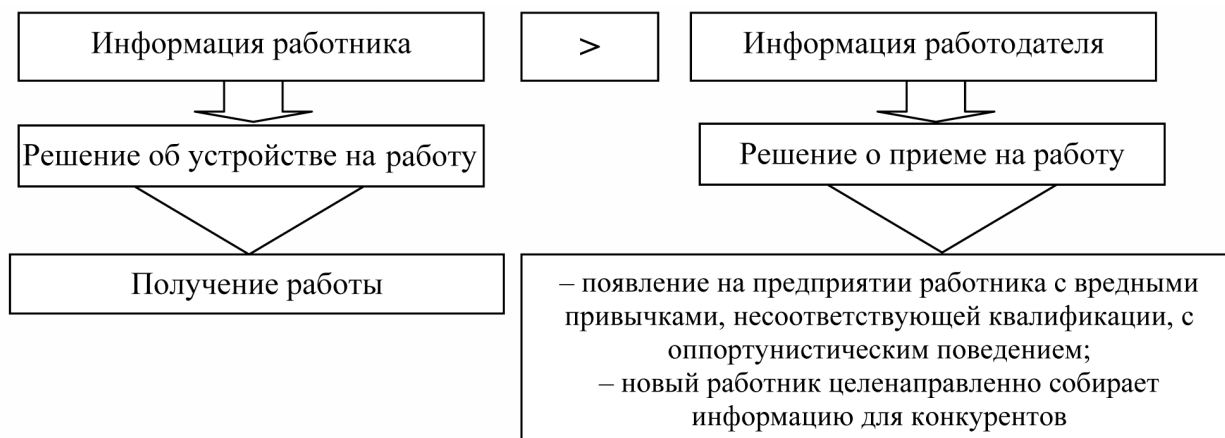 Информация работника
>
Информация работодателя
Решение об устройстве на работу
Решение о приеме на работу
Получение работы
– появление на предприятии работника с вредными
привычками, несоответствующей квалификации, с
оппортунистическим поведением;
– новый работник целенаправленно собирает
информацию для конкурентов